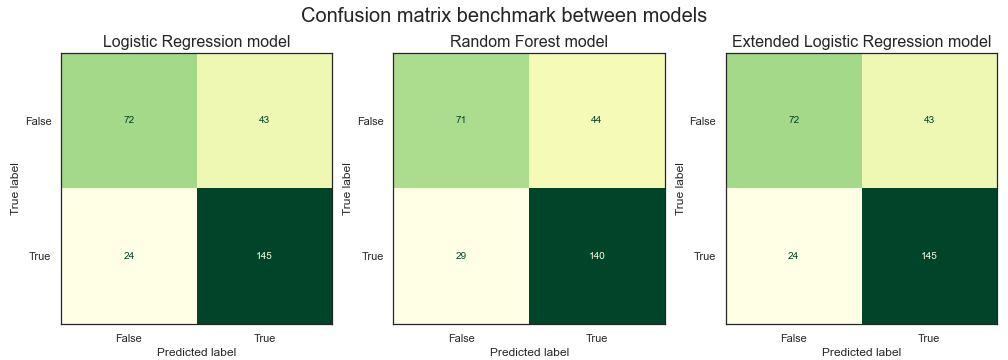 Confusion matrix benchmark between models
Logistic Regression model
True label
False
72
43
True
24
145
False
True
Predicted label
Random Forest model
True label
False
71
44
True
29
140
False
True
Predicted label
Extended Logistic Regression model
True label
False
72
43
True
24
145
False
True
Predicted label